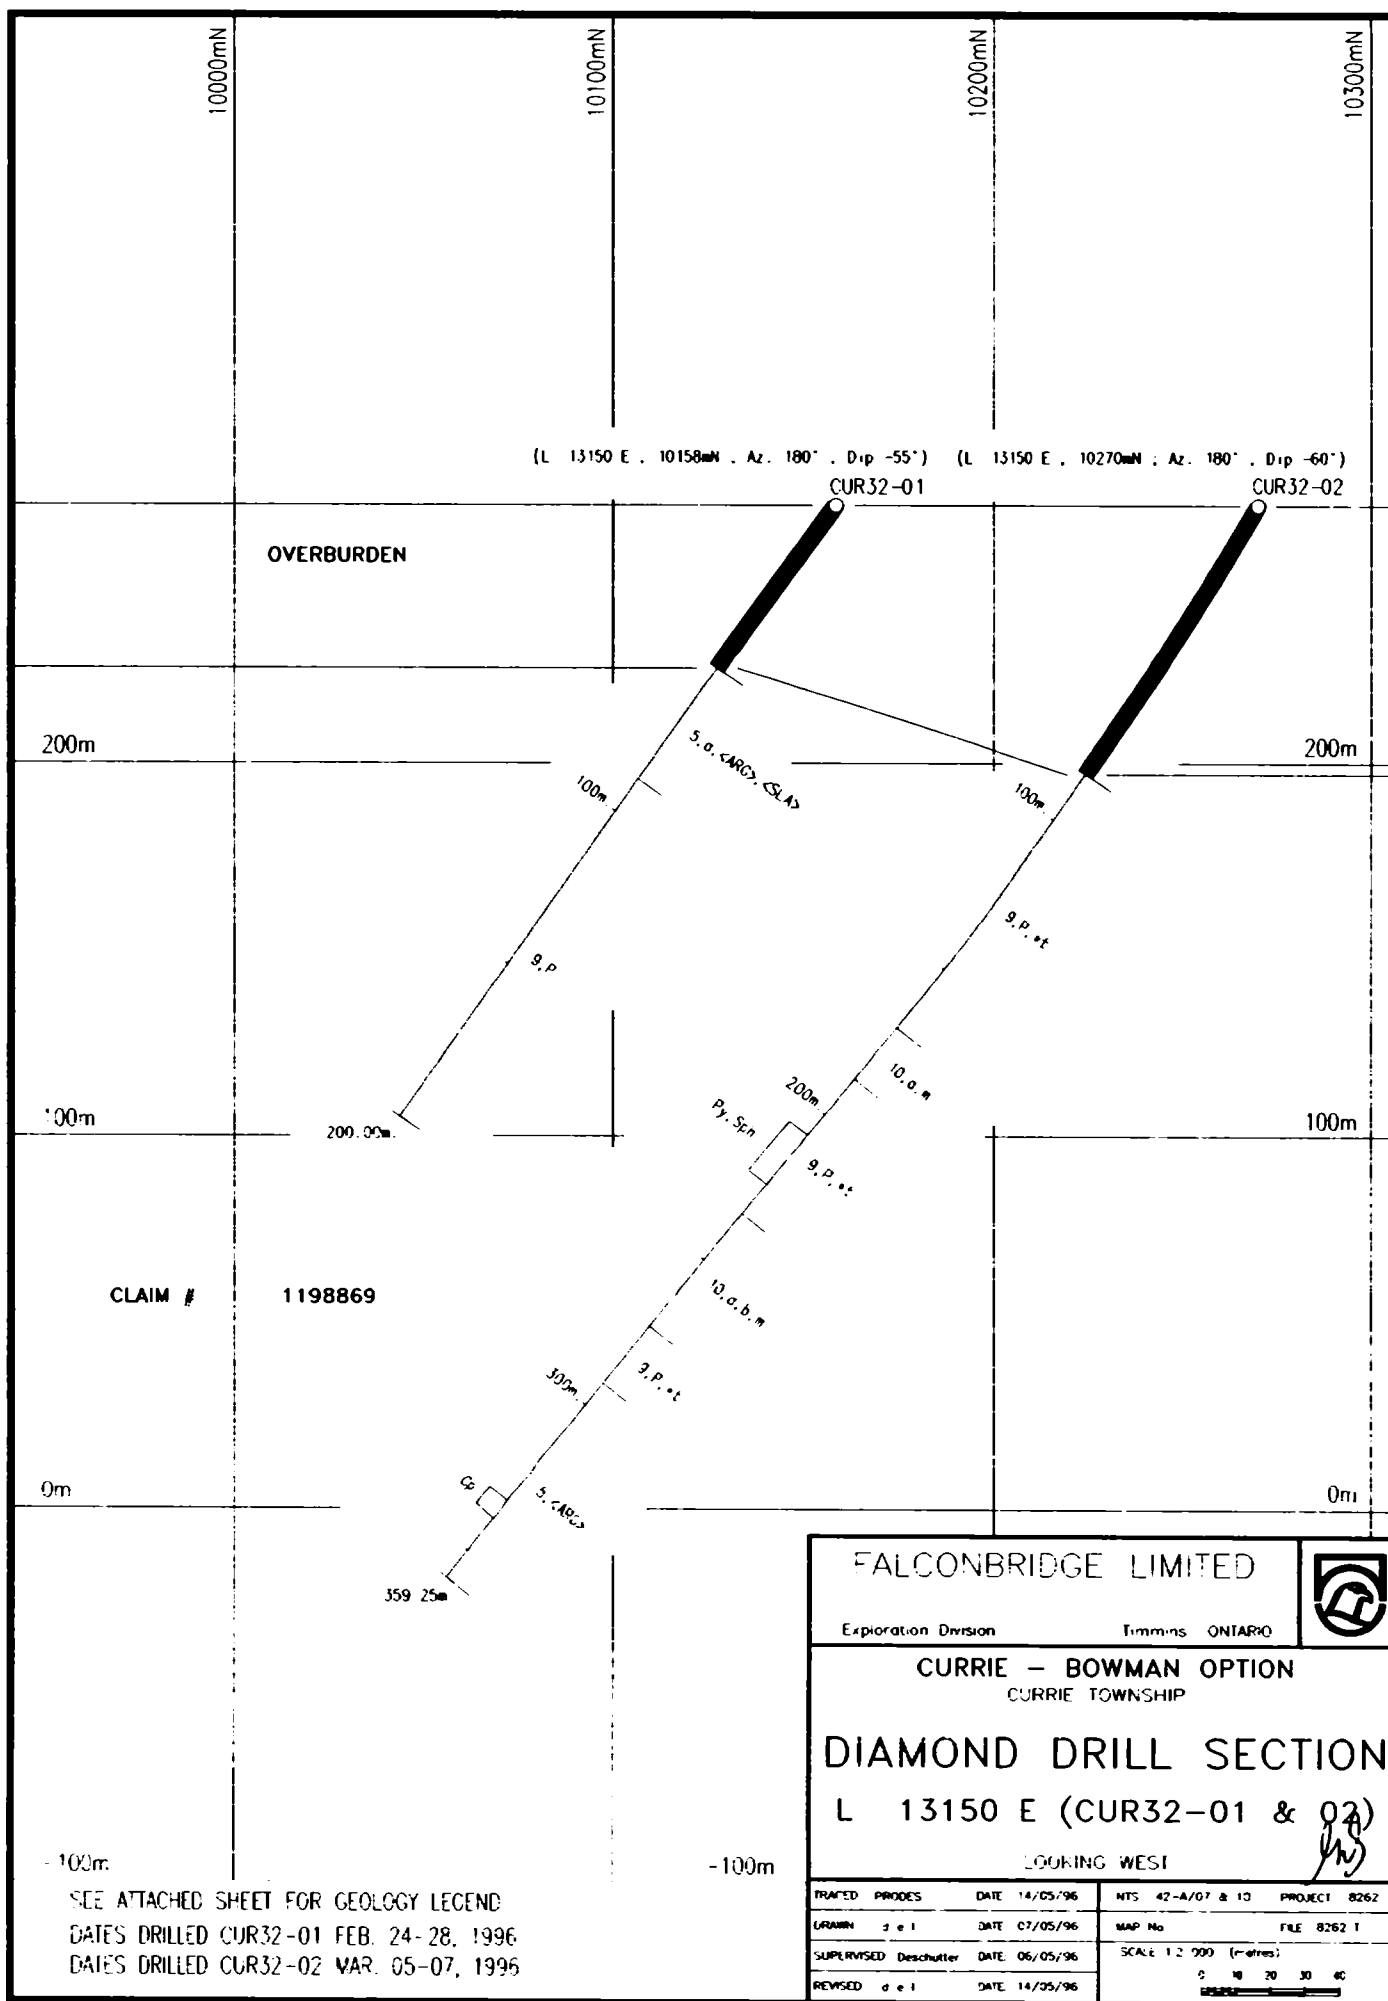 10000mN
10100mN
10200mN
10300mN
(L 13150 E , 10158mN , Az. 180° , Dip -55°) (L 13150 E , 10270mN , Az. 180° , Dip -60°)
CUR32-01
CUR32-02
OVERBURDEN
200m
200m
5,a,<ARG>,<SLA>
100m
100m
9,P
9,P,*t
10,a,m
200m
Py, Sph
100m
100m
200.00m
9,P,*t
CLAIM # 1198869
10,a,b,m
9,P,*t
300m
Cp
0m
0m
5,<ARG>
359.25m
FALCONBRIDGE LIMITED
Exploration Division Timmins ONTARIO
CURRIE - BOWMAN OPTION
CURRIE TOWNSHIP
DIAMOND DRILL SECTION
L 13150 E (CUR32-01 & 02)
LOOKING WEST
-100m
-100m
SEE ATTACHED SHEET FOR GEOLOGY LEGEND
DATES DRILLED CUR32-01 FEB. 24-28, 1996
DATES DRILLED CUR32-02 MAR. 05-07, 1996
TRACED PRODES DATE 14/05/96 NTS 42-A/07 & 10 PROJECT 8262
DRAWN d e l DATE 07/05/96 MAP No FILE 8262 T
SUPERVISED Deschutter DATE 06/05/96 SCALE 1:2 000 (metres)
0 10 20 30 40
REVISED d e l DATE 14/05/96